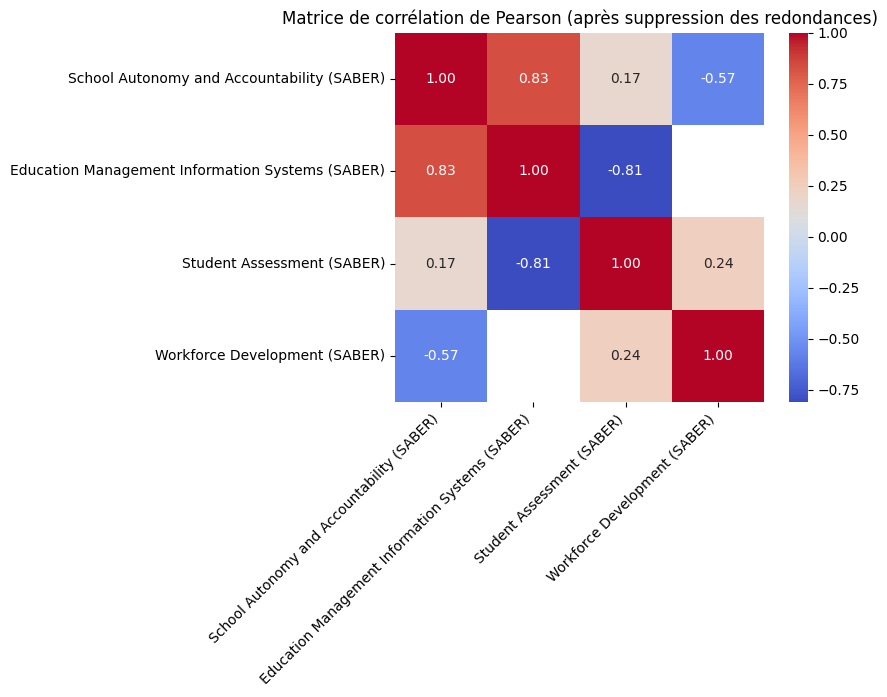 Matrice de corrélation de Pearson (après suppression des redondances)
School Autonomy and Accountability (SABER)
1.00 0.83 0.17 -0.57
Education Management Information Systems (SABER)
0.83 1.00 -0.81
Student Assessment (SABER)
0.17 -0.81 1.00 0.24
Workforce Development (SABER)
-0.57 0.24 1.00
School Autonomy and Accountability (SABER)
Education Management Information Systems (SABER)
Student Assessment (SABER)
Workforce Development (SABER)
1.00
0.75
0.50
0.25
0.00
−0.25
−0.50
−0.75